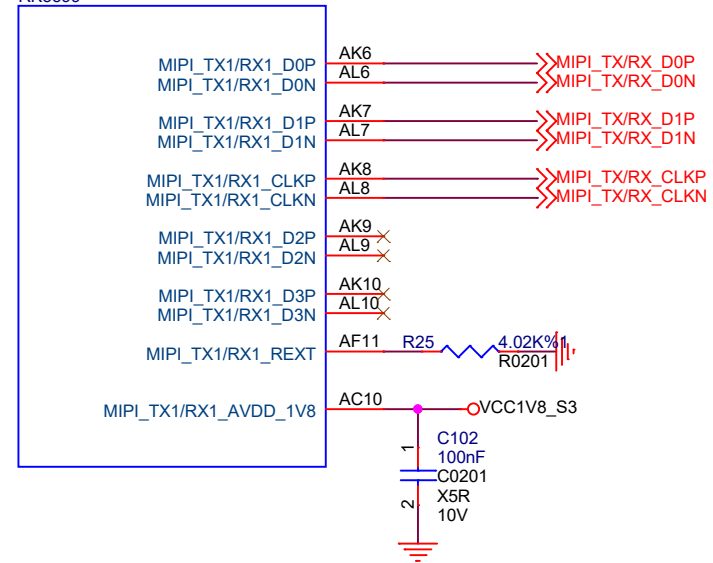 MIPI_TX1/RX1_D0P AK6 MIPI_TX/RX_D0P
MIPI_TX1/RX1_D0N AL6 MIPI_TX/RX_D0N
MIPI_TX1/RX1_D1P AK7 MIPI_TX/RX_D1P
MIPI_TX1/RX1_D1N AL7 MIPI_TX/RX_D1N
MIPI_TX1/RX1_CLKP AK8 MIPI_TX/RX_CLKP
MIPI_TX1/RX1_CLKN AL8 MIPI_TX/RX_CLKN
MIPI_TX1/RX1_D2P AK9
MIPI_TX1/RX1_D2N AL9
MIPI_TX1/RX1_D3P AK10
MIPI_TX1/RX1_D3N AL10
MIPI_TX1/RX1_REXT AF11 R25 4.02K%1
R0201
MIPI_TX1/RX1_AVDD_1V8 AC10 VCC1V8_S3
1 C102
100nF
C0201
2 X5R
10V